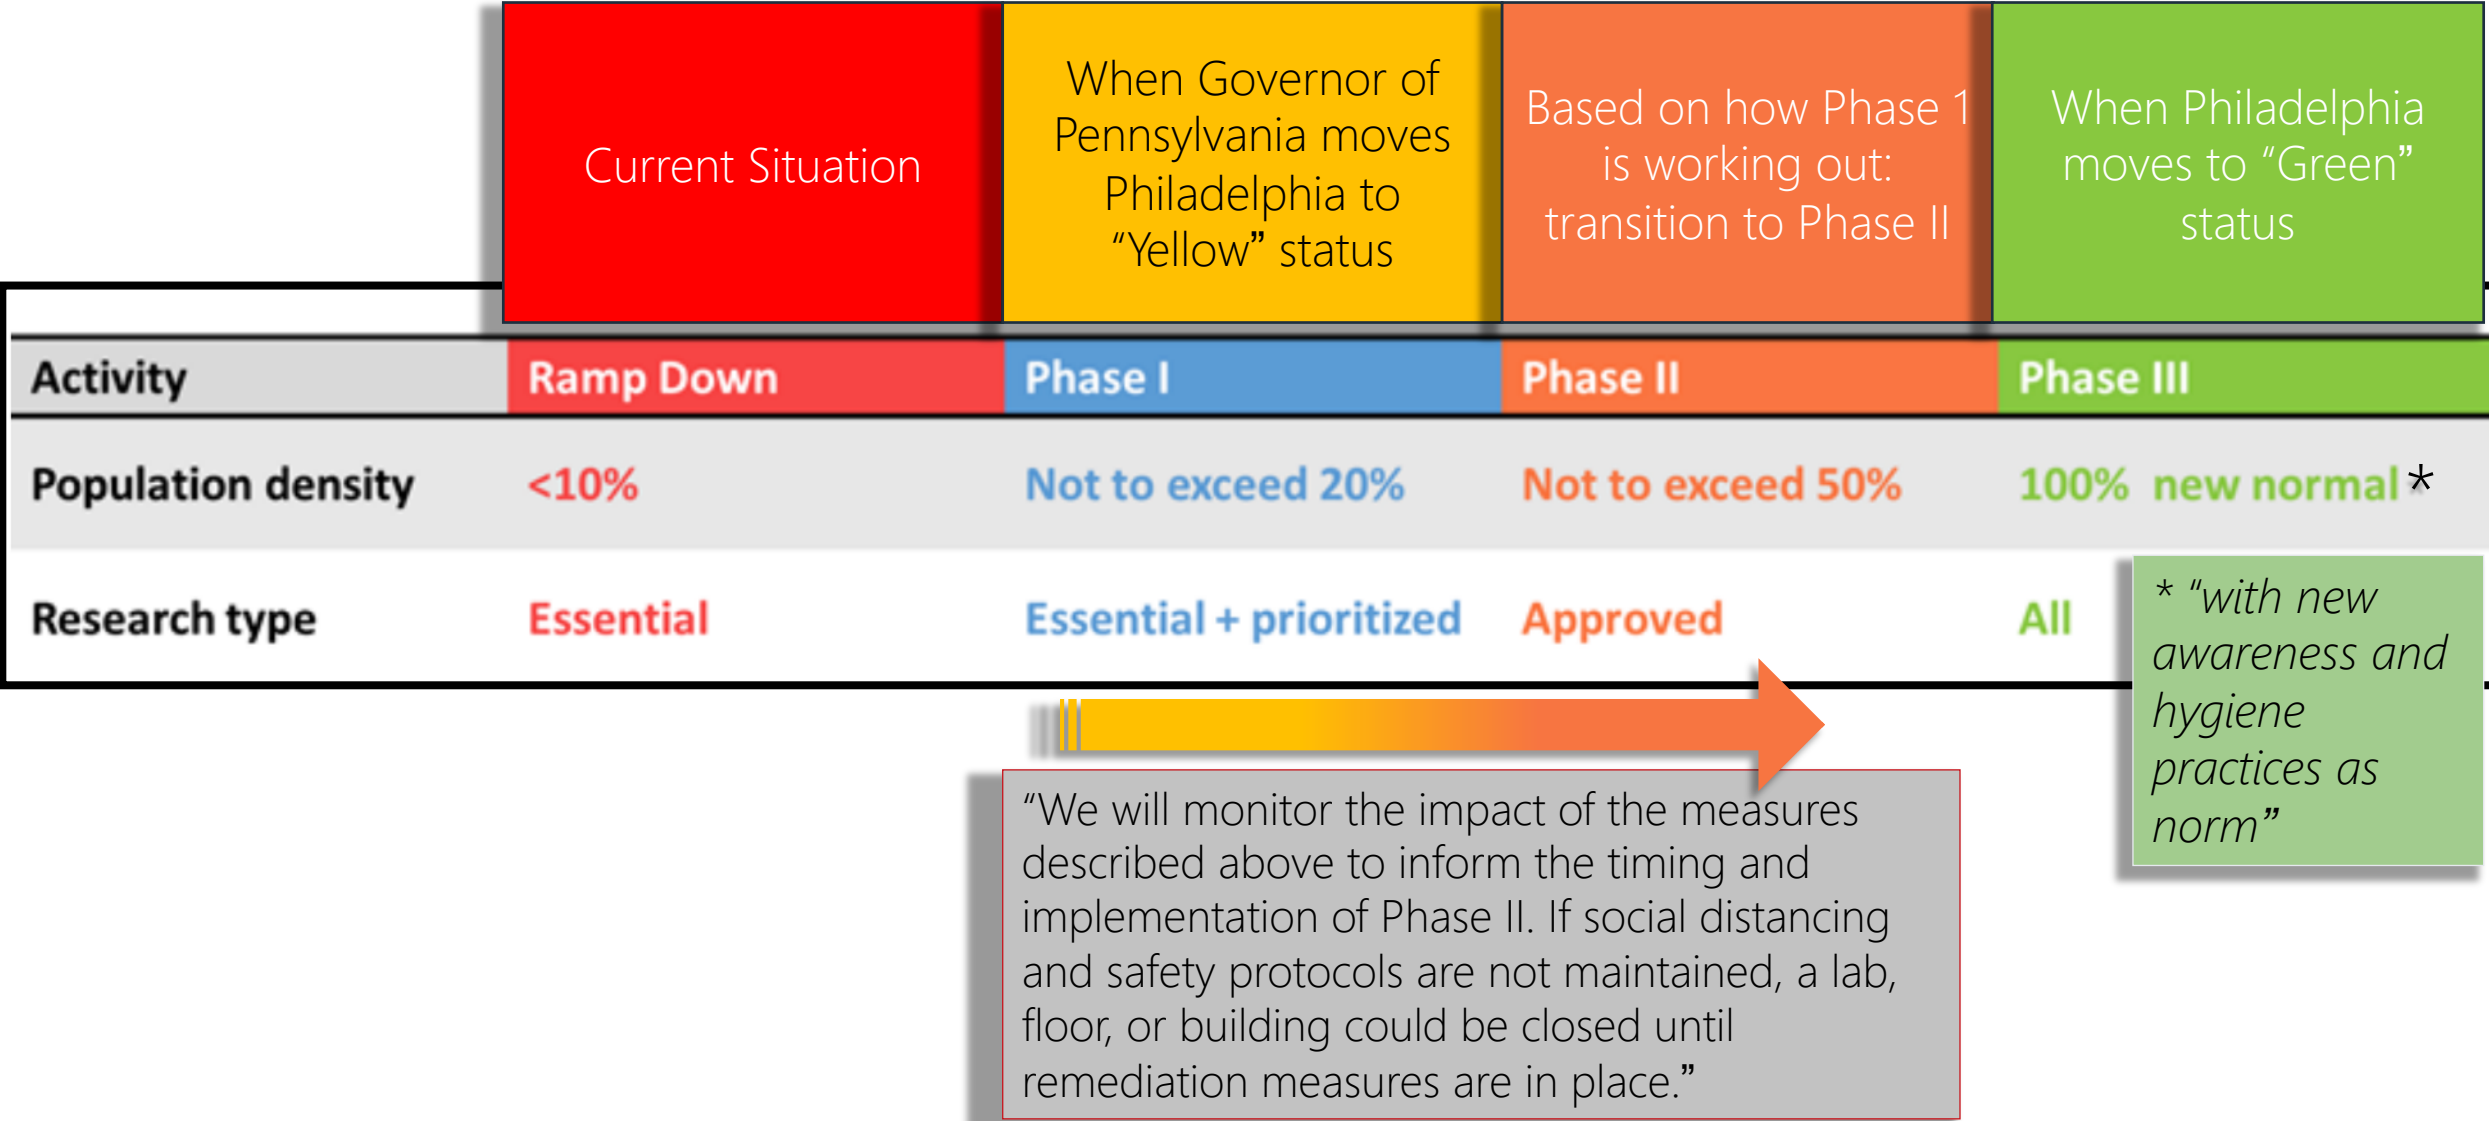 Current Situation
When Governor of
Pennsylvania moves
Philadelphia to
“Yellow” status
Based on how Phase 1
is working out:
transition to Phase II
When Philadelphia
moves to “Green”
status
Activity Ramp Down Phase I Phase II Phase III
Population density <10% Not to exceed 20% Not to exceed 50% 100% new normal *
Research type Essential Essential + prioritized Approved All
* “with new
awareness and
hygiene
practices as
norm”
“We will monitor the impact of the measures
described above to inform the timing and
implementation of Phase II. If social distancing
and safety protocols are not maintained, a lab,
floor, or building could be closed until
remediation measures are in place.”